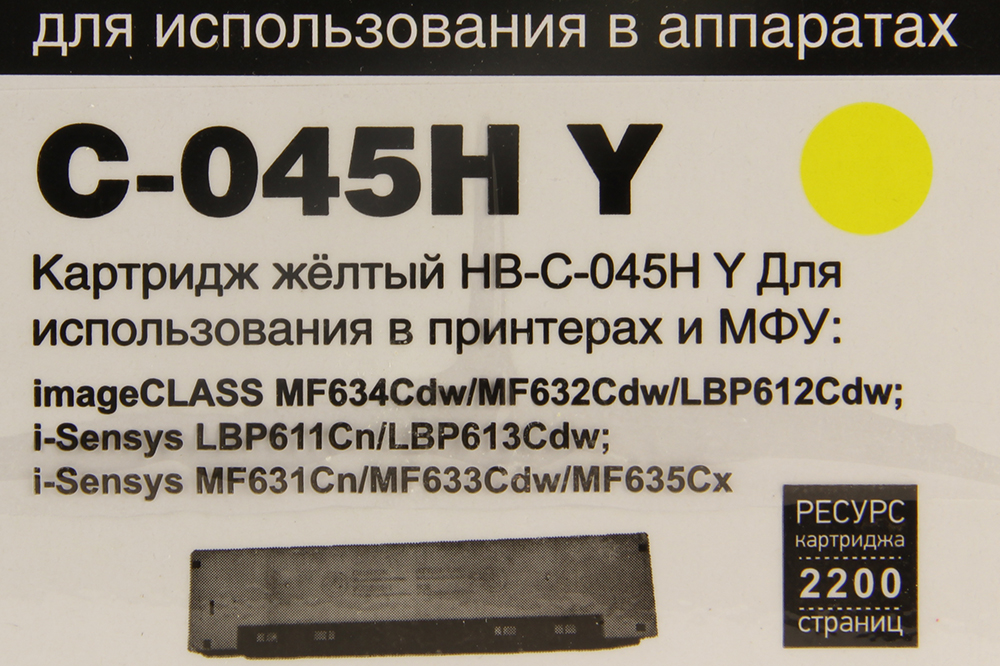 для использования в аппаратах
C-045H Y
Картридж жёлтый HB-C-045H Y Для
использования в принтерах и МФУ:
imageCLASS MF634Cdw/MF632Cdw/LBP612Cdw;
i-Sensys LBP611Cn/LBP613Cdw;
i-Sensys MF631Cn/MF633Cdw/MF635Cx
РЕСУРС
картриджа
2200
страниц